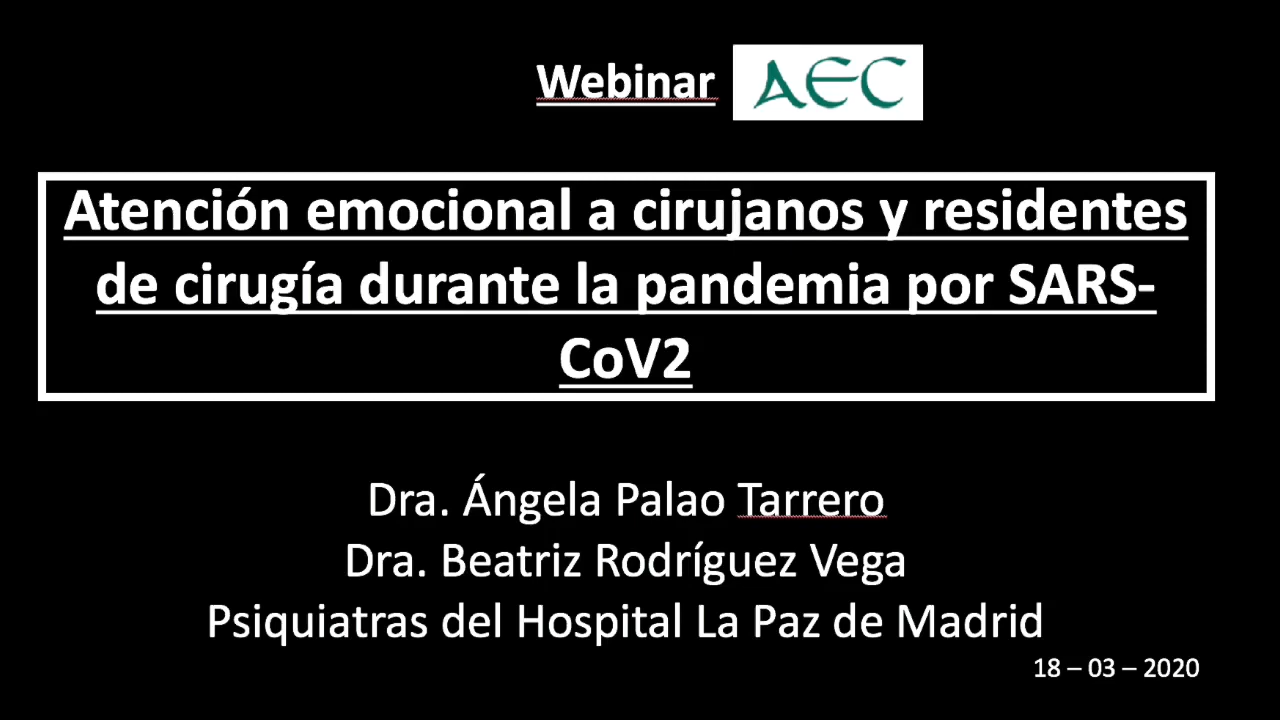 Webinar AEC
Atención emocional a cirujanos y residentes
de cirugía durante la pandemia por SARS-
CoV2
Dra. Ángela Palao Tarrero
Dra. Beatriz Rodríguez Vega
Psiquiatras del Hospital La Paz de Madrid
18 – 03 – 2020